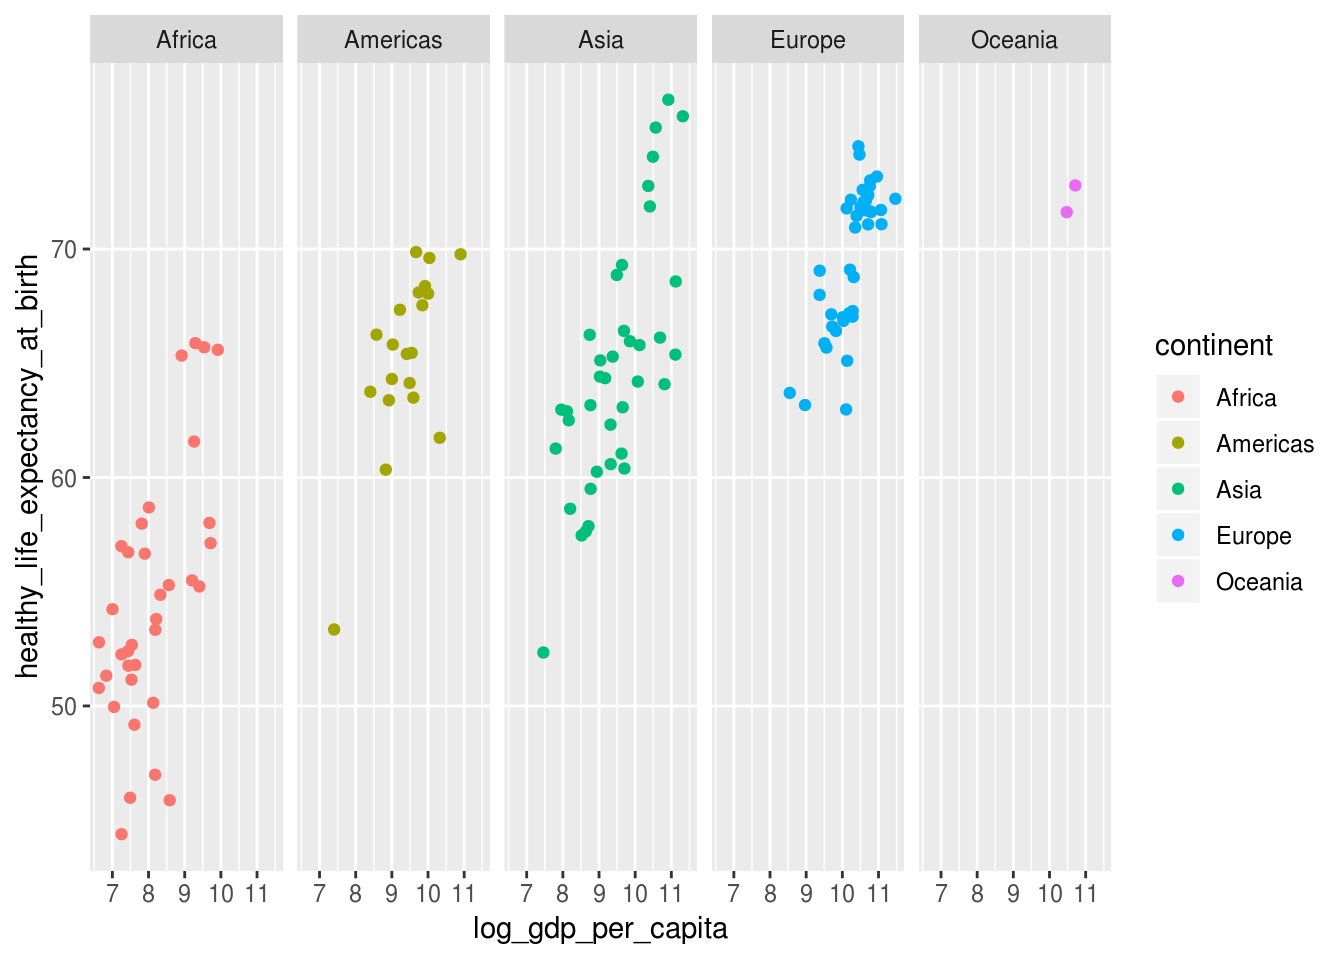 Africa Americas Asia Europe Oceania
healthy_life_expectancy_at_birth
70
60
50
7 8 9 10 11 7 8 9 10 11 7 8 9 10 11 7 8 9 10 11 7 8 9 10 11
log_gdp_per_capita
continent
Africa
Americas
Asia
Europe
Oceania